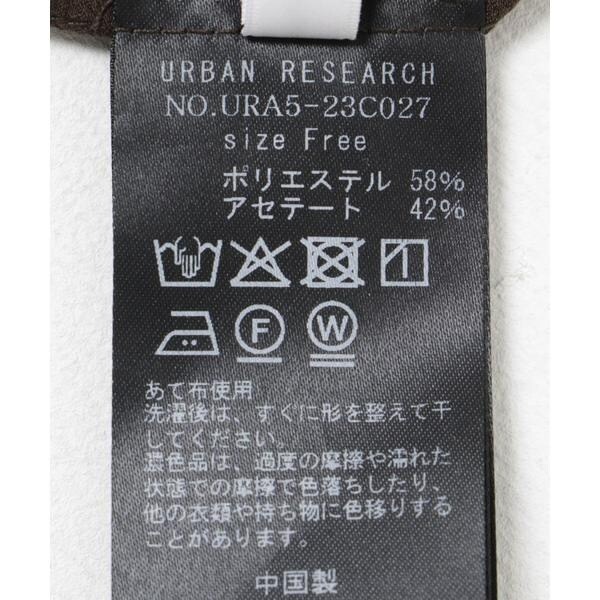 URBAN RESEARCH
NO.URA5-23C027
size Free
ポリエステル 58%
アセテート 42%
F W
あて布使用
洗濯後は、すぐに形を整えて干
してください。
濃色品は、過度の摩擦や濡れた
状態での摩擦で色落ちしたり、
他の衣類や持ち物に色移りする
ことがあります。
中国製